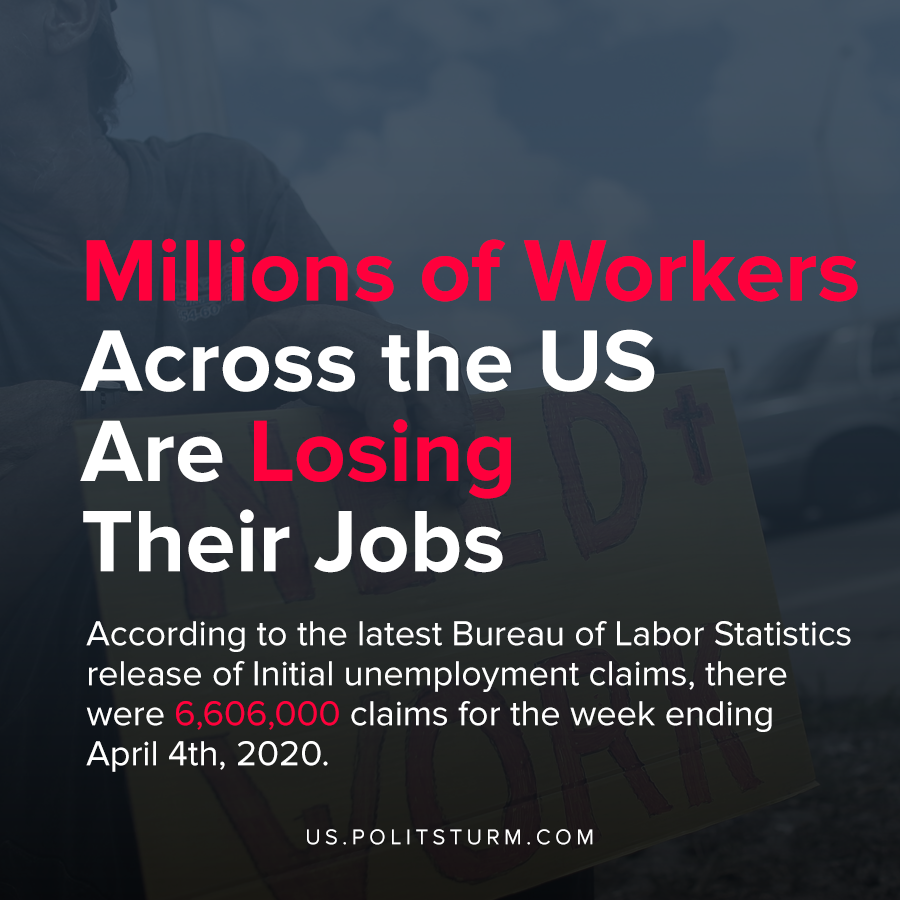 Millions of Workers
Across the US
Are Losing
Their Jobs
According to the latest Bureau of Labor Statistics
release of Initial unemployment claims, there
were 6,606,000 claims for the week ending
April 4th, 2020.
NEED
WORK
US.POLITSTURM.COM